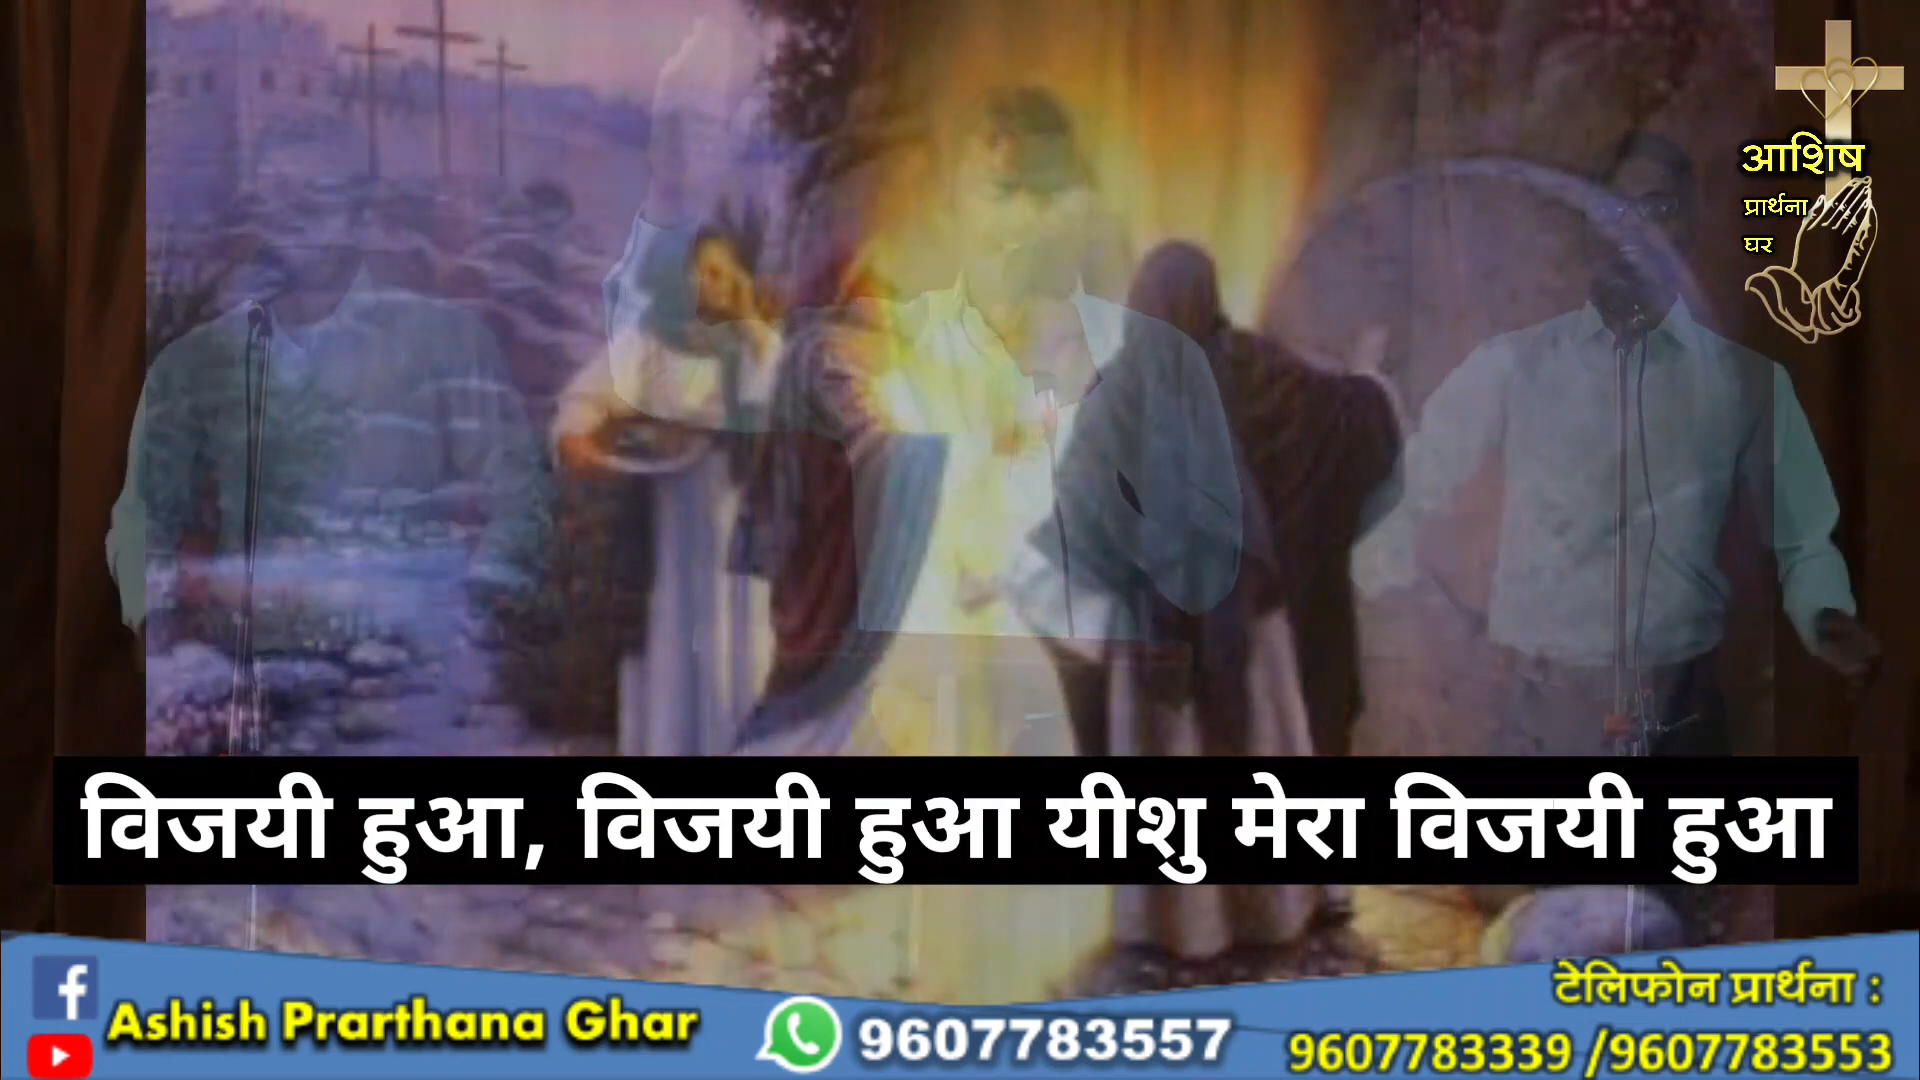 आशिष
प्रार्थना
घर
विजयी हुआ, विजयी हुआ यीशु मेरा विजयी हुआ
टेलिफोन प्रार्थना :
Ashish Prarthana Ghar
9607783557
9607783339 /9607783553